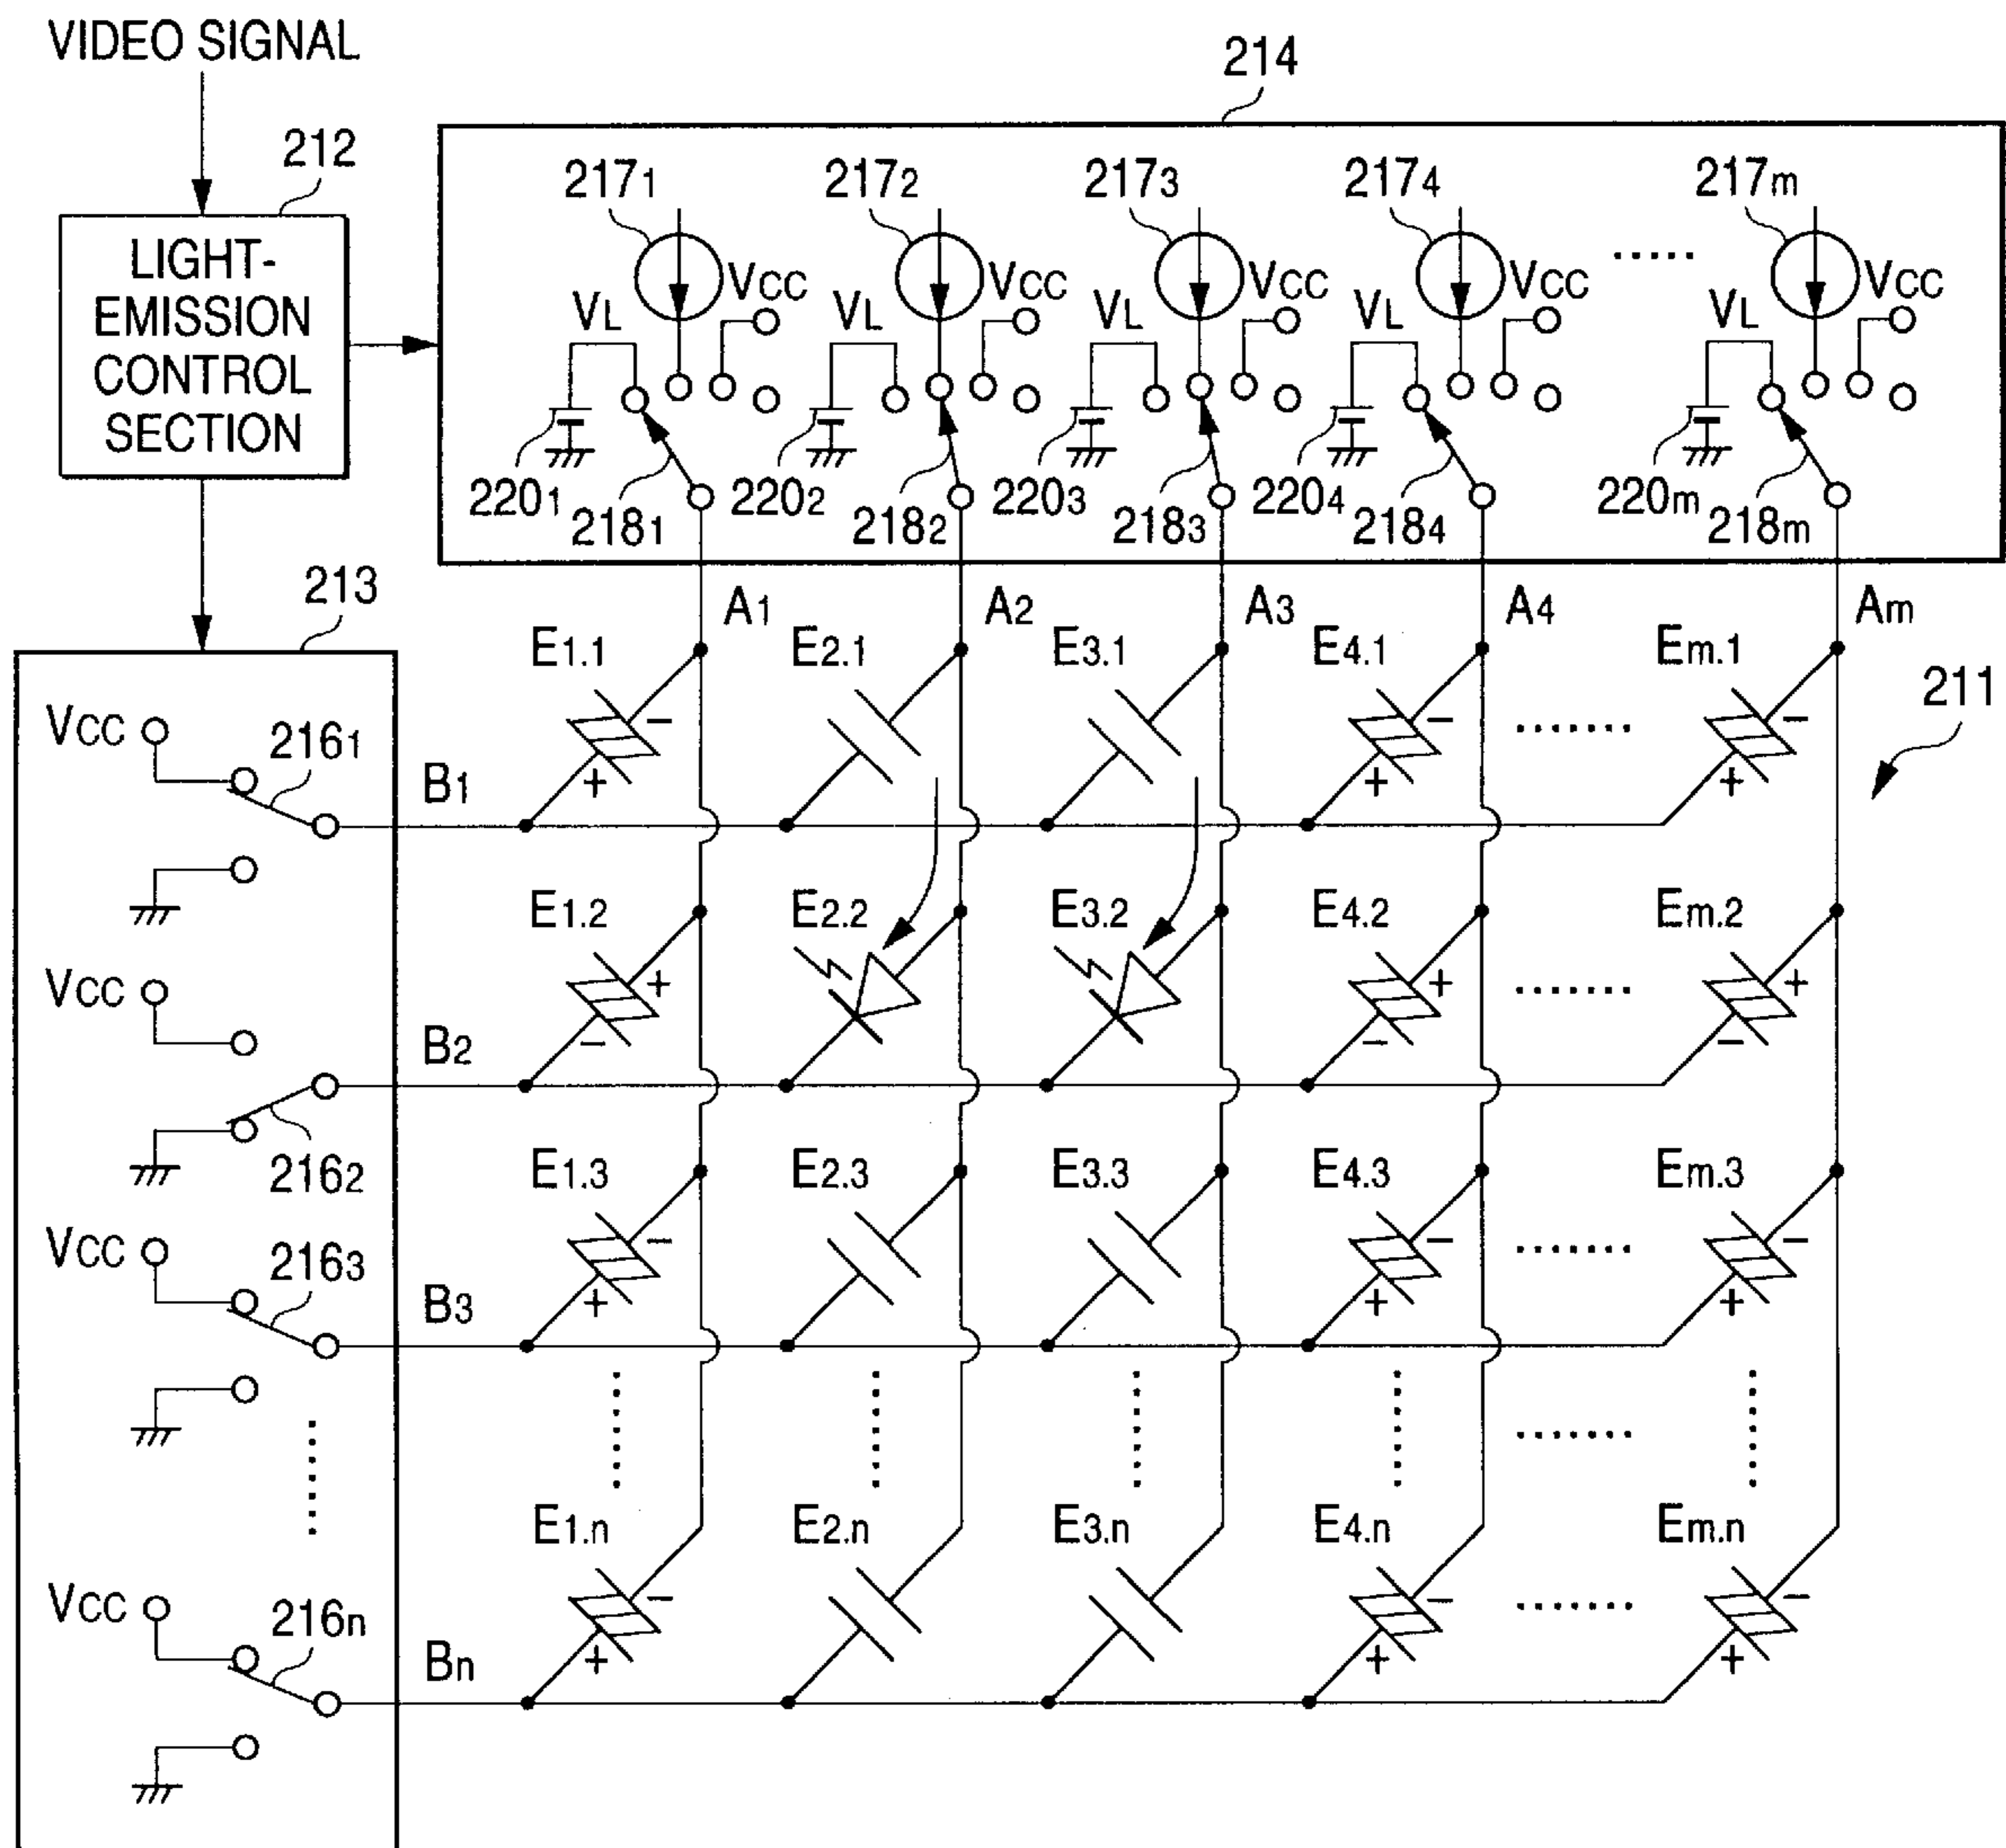 VIDEO SIGNAL
214
212
LIGHT-
EMISSION
CONTROL
SECTION
2171 2172 2173 2174 ..... 217m
VCC VCC VCC VCC VCC
VL VL VL VL VL
2201 2181 2202 2182 2203 2183 2204 2184 220m 218m
213
A1 A2 A3 A4 Am
E1.1 E2.1 E3.1 E4.1 Em.1
211
VCC 2161 B1
- - -
+ + +
.......
E1.2 E2.2 E3.2 E4.2 Em.2
VCC
+ + +
- - -
.......
B2
2162
E1.3 E2.3 E3.3 E4.3 Em.3
VCC 2163 B3
- - -
+ + +
.......
.......
E1.n E2.n E3.n E4.n Em.n
VCC 216n Bn
- - -
+ + +
.......